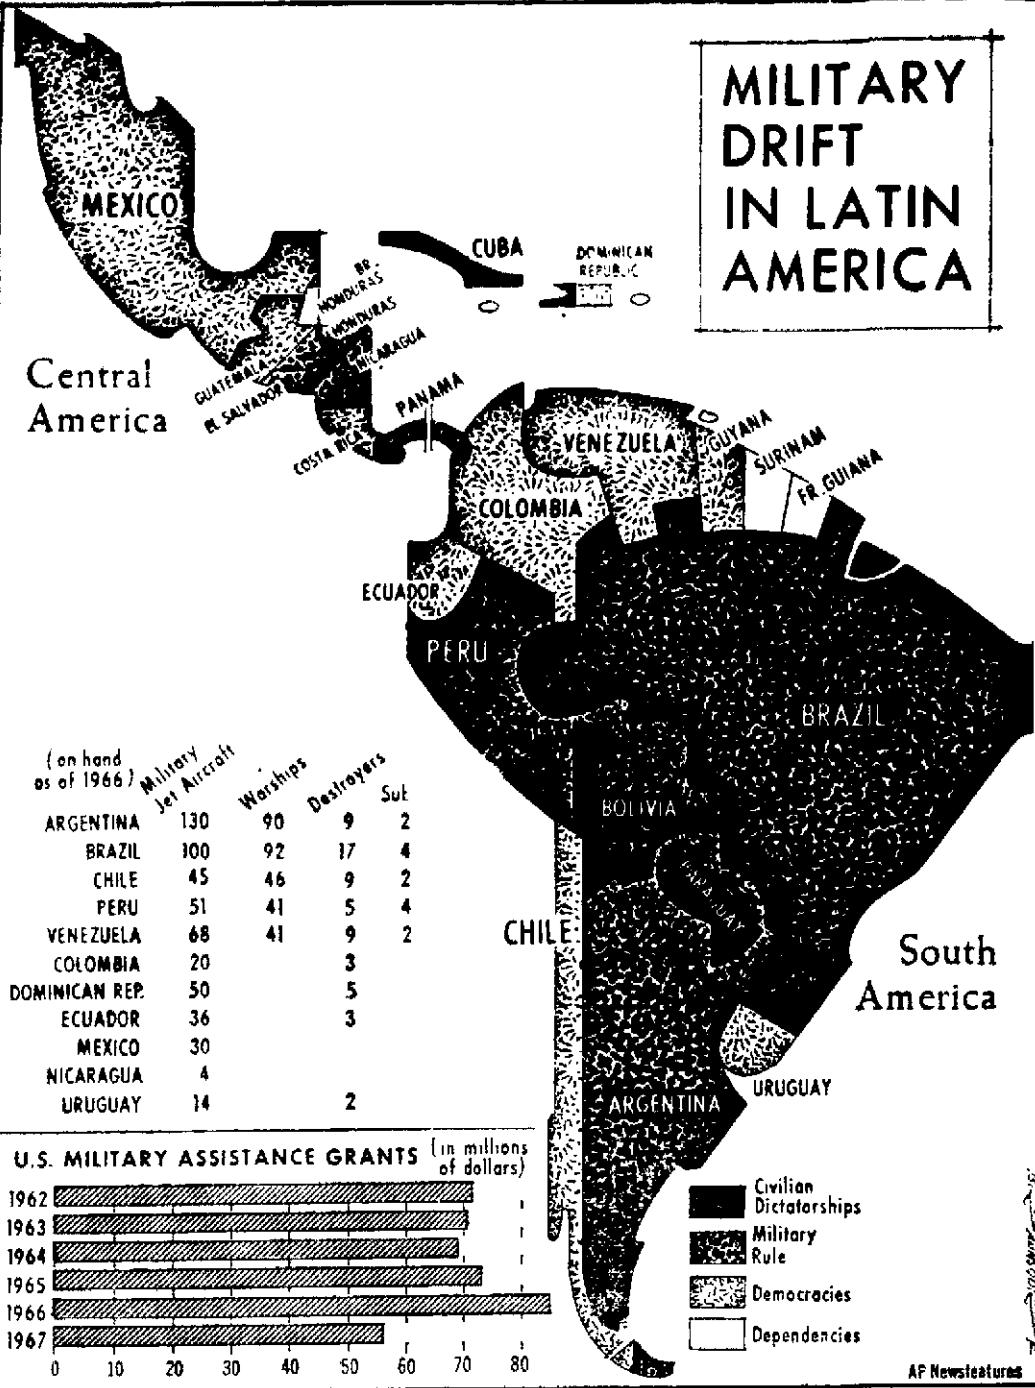 MILITARY
DRIFT
IN LATIN
AMERICA
MEXICO
CUBA
DOMINICAN
REPUBLIC
BR.
HONDURAS
HONDURAS
NICARAGUA
GUATEMALA
EL SALVADOR
COSTA RICA
PANAMA
Central
America
VENEZUELA
GUYANA
SURINAM
FR. GUIANA
COLOMBIA
ECUADOR
PERU
BRAZIL
BOLIVIA
PARAGUAY
CHILE
South
America
URUGUAY
ARGENTINA
(on hand
as of 1966) Military Jet Aircraft Warships Destroyers Sub
ARGENTINA 130 90 9 2
BRAZIL 100 92 17 4
CHILE 45 46 9 2
PERU 51 41 5 4
VENEZUELA 68 41 9 2
COLOMBIA 20 3
DOMINICAN REP. 50 5
ECUADOR 36 3
MEXICO 30
NICARAGUA 4
URUGUAY 14 2
U.S. MILITARY ASSISTANCE GRANTS (in millions
of dollars)
1962
1963
1964
1965
1966
1967
0 10 20 30 40 50 60 70 80
Civilian
Dictatorships
Military
Rule
Democracies
Dependencies
AP Newsfeatures